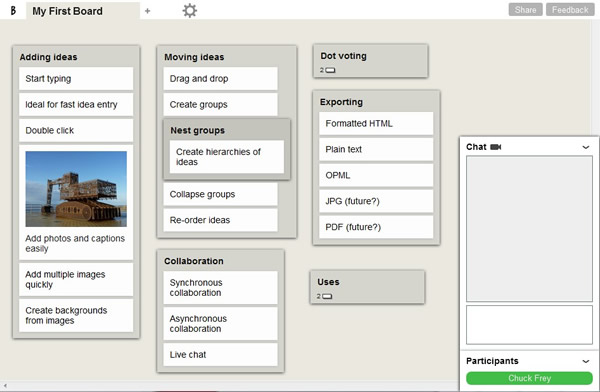 My First Board
+
Share
Feedback
Adding ideas
Start typing
Ideal for fast idea entry
Double click
Add photos and captions
easily
Add multiple images
quickly
Create backgrounds
from images
Moving ideas
Drag and drop
Create groups
Nest groups
Create hierarchies of
ideas
Collapse groups
Re-order ideas
Collaboration
Synchronous
collaboration
Asynchronous
collaboration
Live chat
Dot voting
2
Exporting
Formatted HTML
Plain text
OPML
JPG (future?)
PDF (future?)
Uses
2
Chat
Participants
Chuck Frey